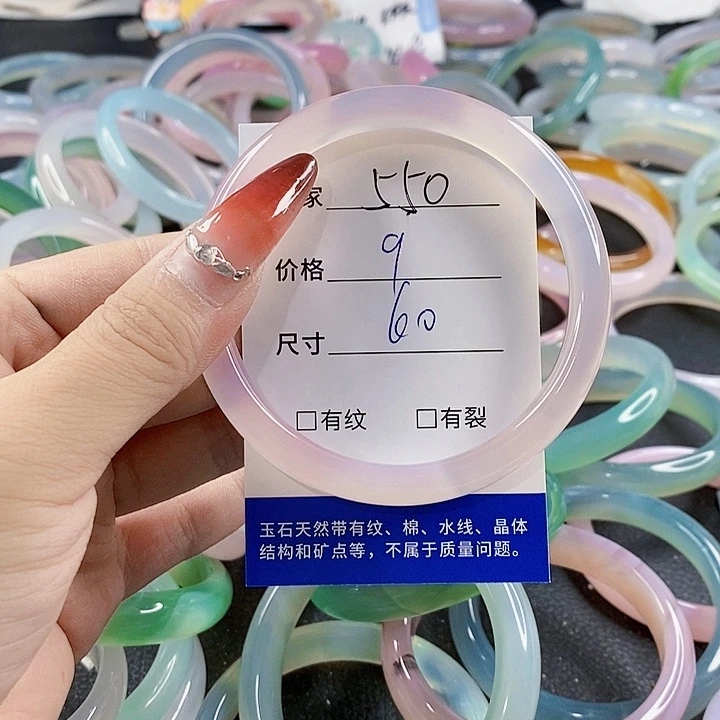 家 550
价格 9
尺寸 60
□有纹 □有裂
玉石天然带有纹、棉、水线、晶体
结构和矿点等，不属于质量问题。